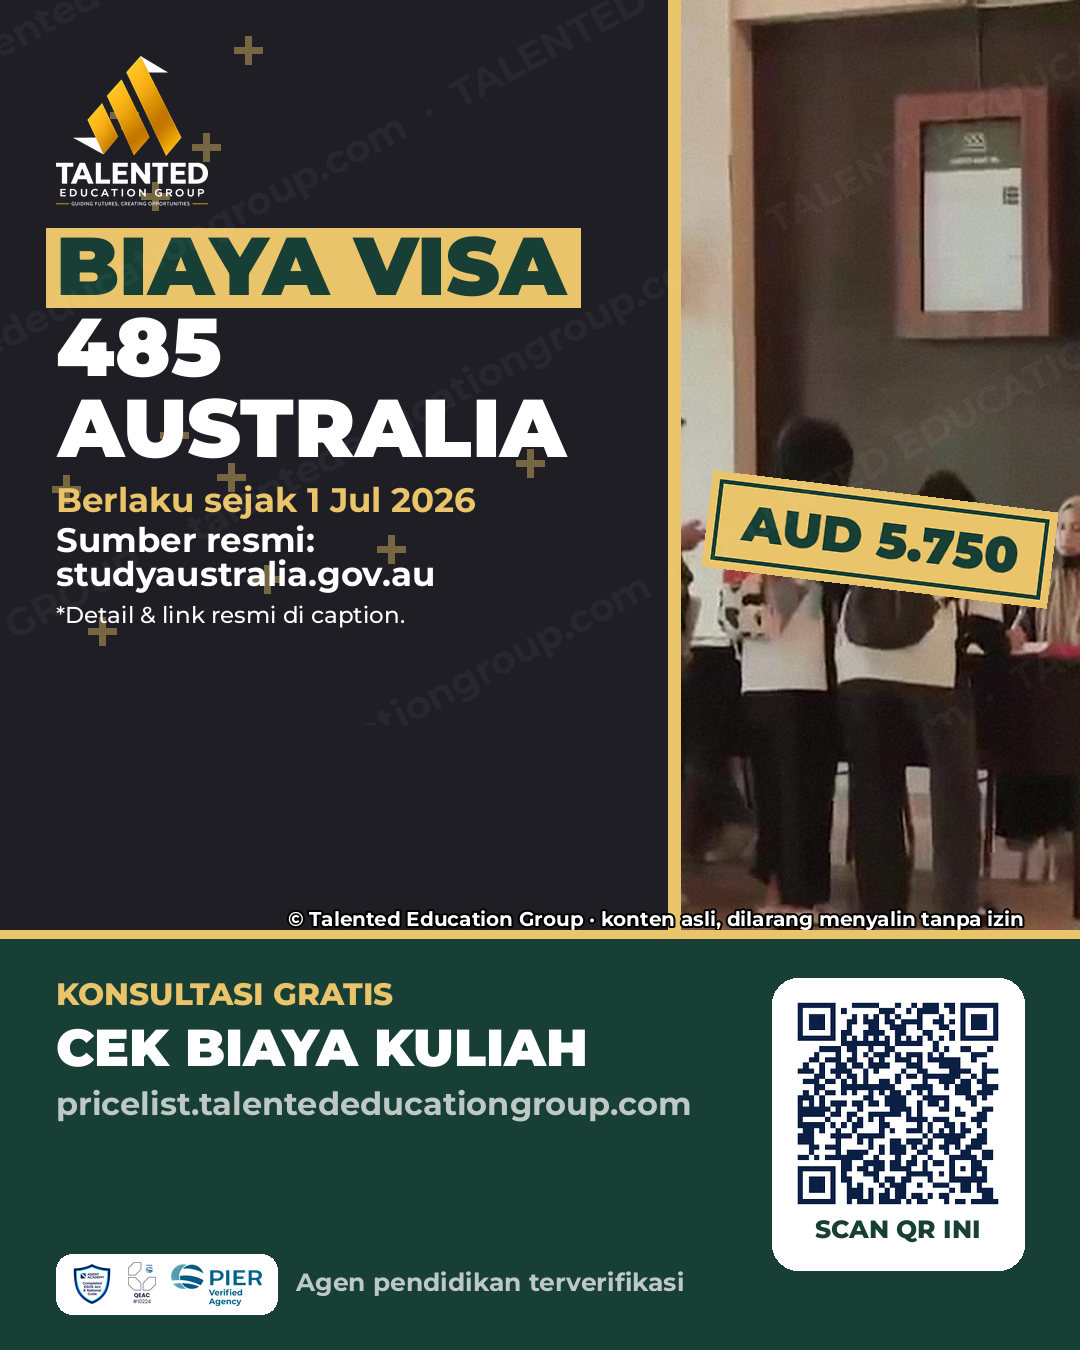 TALENTED
EDUCATION GROUP
GUIDING FUTURES, CREATING OPPORTUNITIES
BIAYA VISA
485
AUSTRALIA
Berlaku sejak 1 Jul 2026
Sumber resmi:
studyaustralia.gov.au
*Detail & link resmi di caption.
AUD 5.750
© Talented Education Group · konten asli, dilarang menyalin tanpa izin
KONSULTASI GRATIS
CEK BIAYA KULIAH
pricelist.talentededucationgroup.com
SCAN QR INI
QEAC
#10224
PIER
Verified
Agency
Agen pendidikan terverifikasi